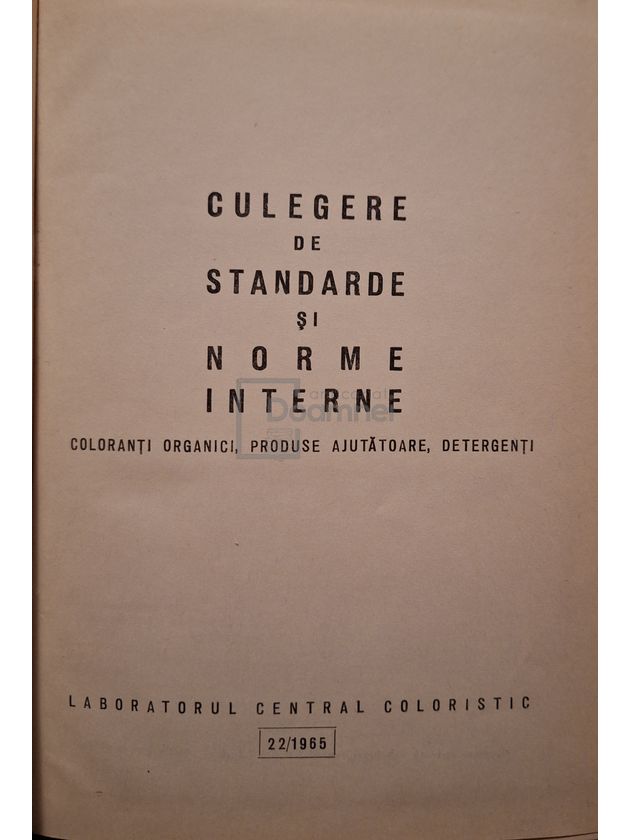 CULEGERE
DE
STANDARDE
ŞI
NORME
INTERNE
COLORANŢI ORGANICI, PRODUSE AJUTĂTOARE, DETERGENŢI
LABORATORUL CENTRAL COLORISTIC
22/1965